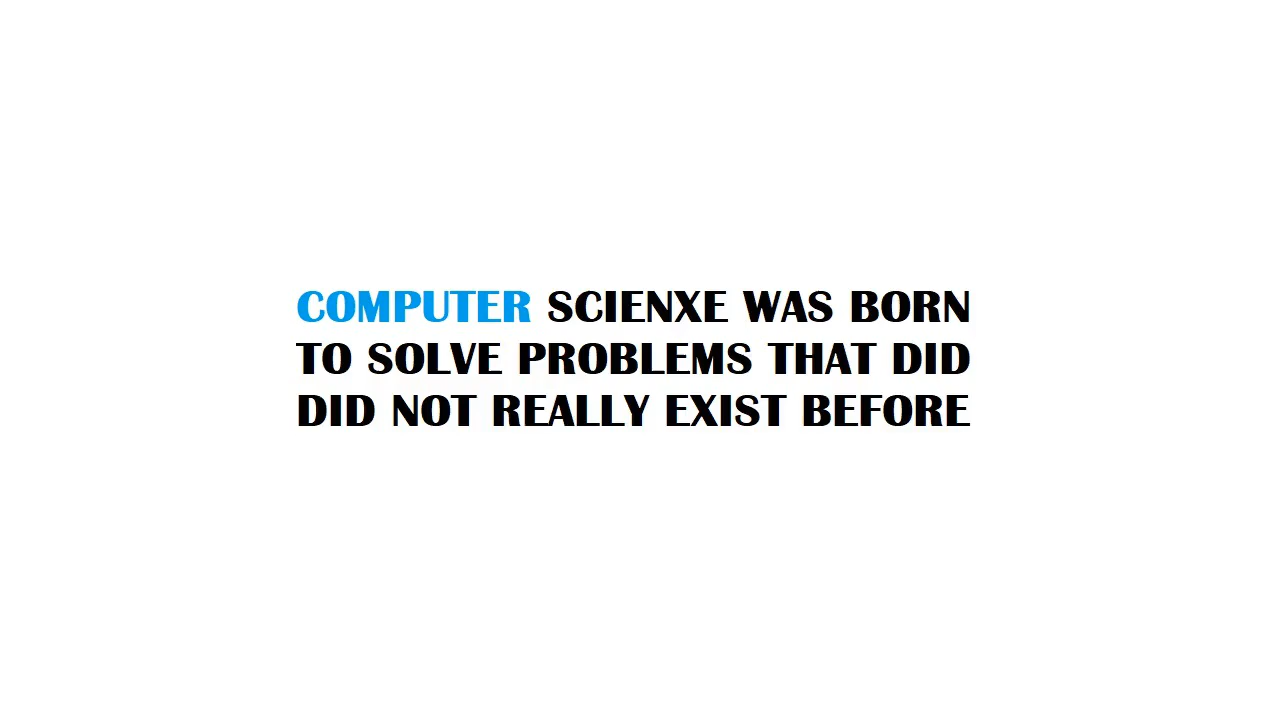 COMPUTER SCIENXE WAS BORN
TO SOLVE PROBLEMS THAT DID
DID NOT REALLY EXIST BEFORE